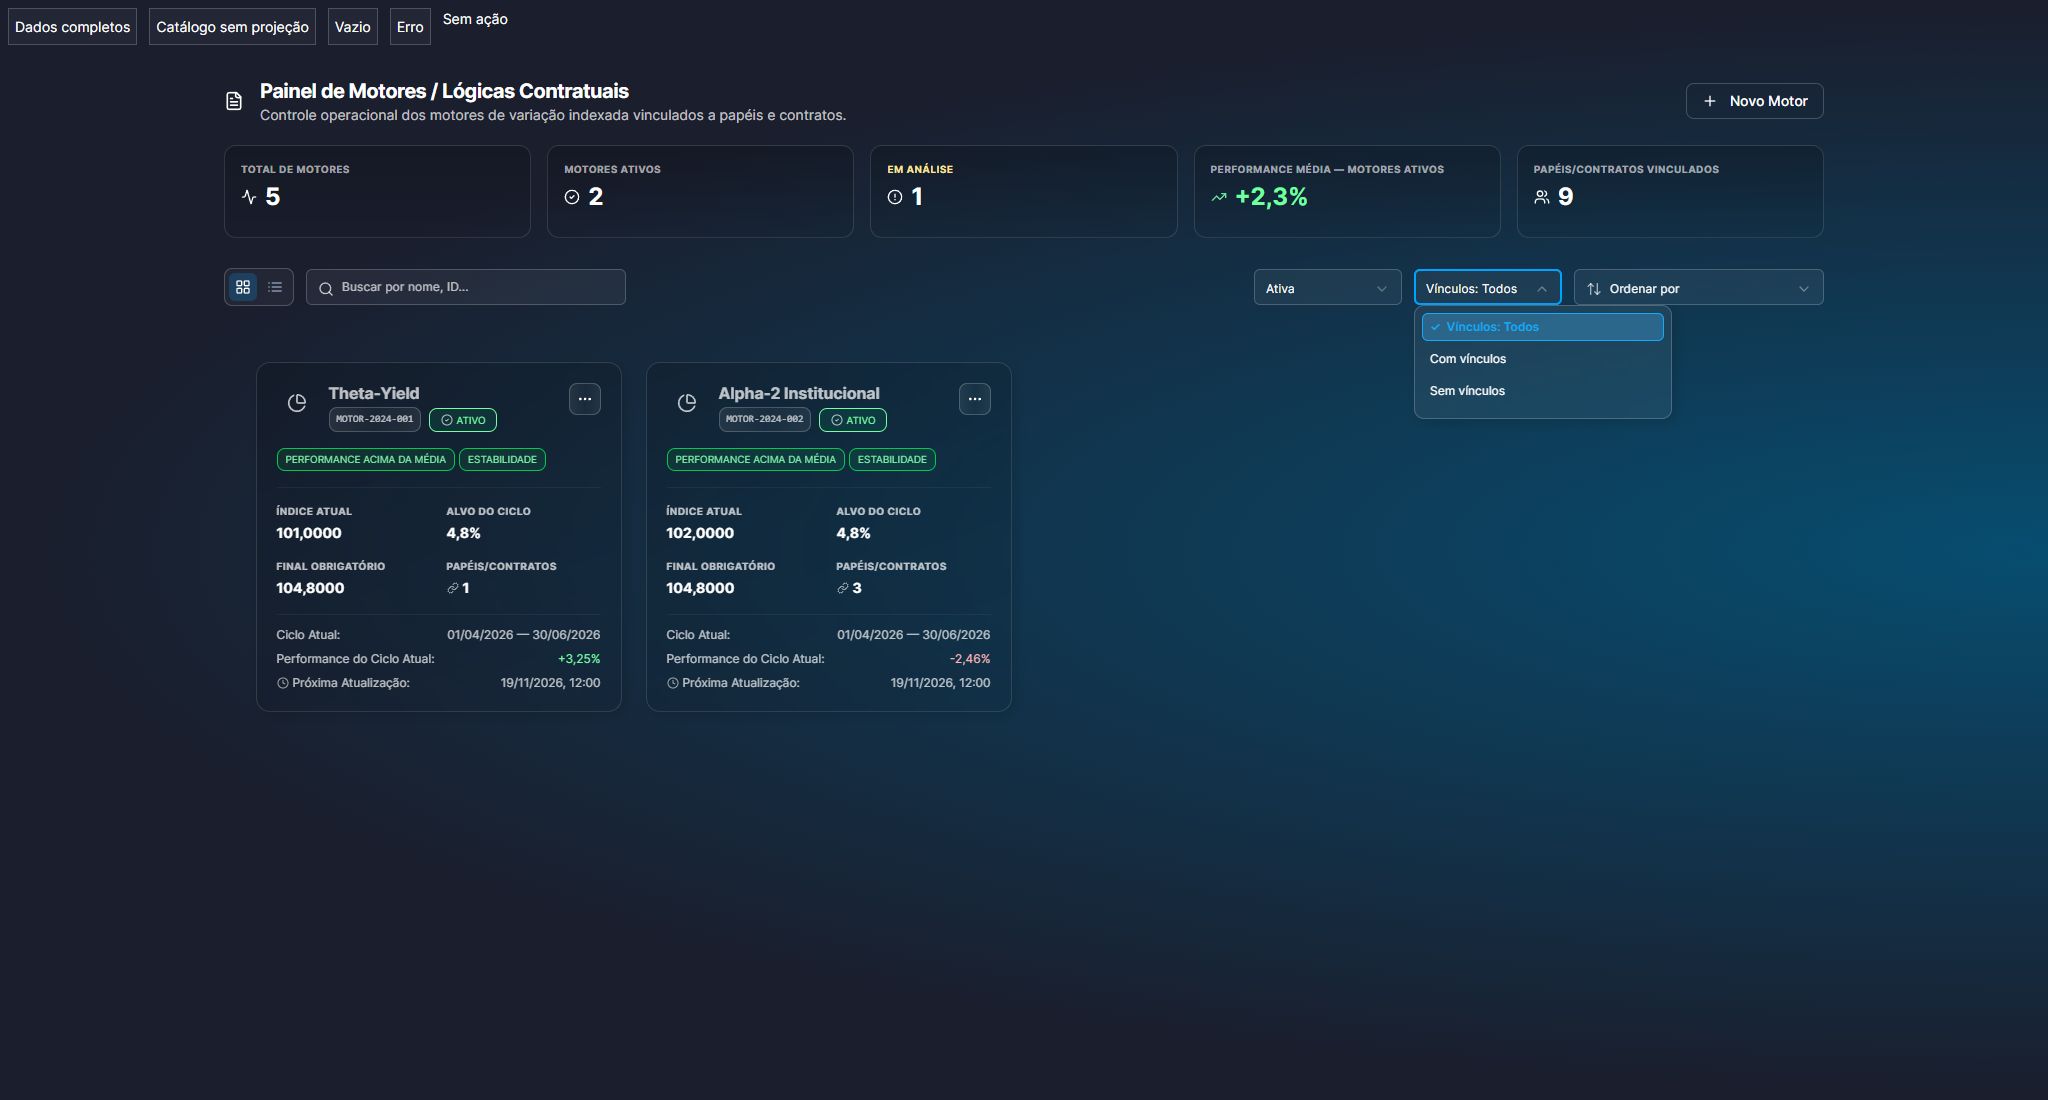 Dados completos
Catálogo sem projeção
Vazio
Erro
Sem ação
Painel de Motores / Lógicas Contratuais
Controle operacional dos motores de variação indexada vinculados a papéis e contratos.
Novo Motor
TOTAL DE MOTORES
5
MOTORES ATIVOS
2
EM ANÁLISE
1
PERFORMANCE MÉDIA — MOTORES ATIVOS
+2,3%
PAPÉIS/CONTRATOS VINCULADOS
9
Buscar por nome, ID...
Ativa
Vínculos: Todos
Ordenar por
Vínculos: Todos
Com vínculos
Sem vínculos
Theta-Yield
MOTOR-2024-001
ATIVO
PERFORMANCE ACIMA DA MÉDIA
ESTABILIDADE
ÍNDICE ATUAL
ALVO DO CICLO
101,0000
4,8%
FINAL OBRIGATÓRIO
PAPÉIS/CONTRATOS
104,8000
1
Ciclo Atual:
01/04/2026 — 30/06/2026
Performance do Ciclo Atual:
+3,25%
Próxima Atualização:
19/11/2026, 12:00
Alpha-2 Institucional
MOTOR-2024-002
ATIVO
PERFORMANCE ACIMA DA MÉDIA
ESTABILIDADE
ÍNDICE ATUAL
ALVO DO CICLO
102,0000
4,8%
FINAL OBRIGATÓRIO
PAPÉIS/CONTRATOS
104,8000
3
Ciclo Atual:
01/04/2026 — 30/06/2026
Performance do Ciclo Atual:
-2,46%
Próxima Atualização:
19/11/2026, 12:00